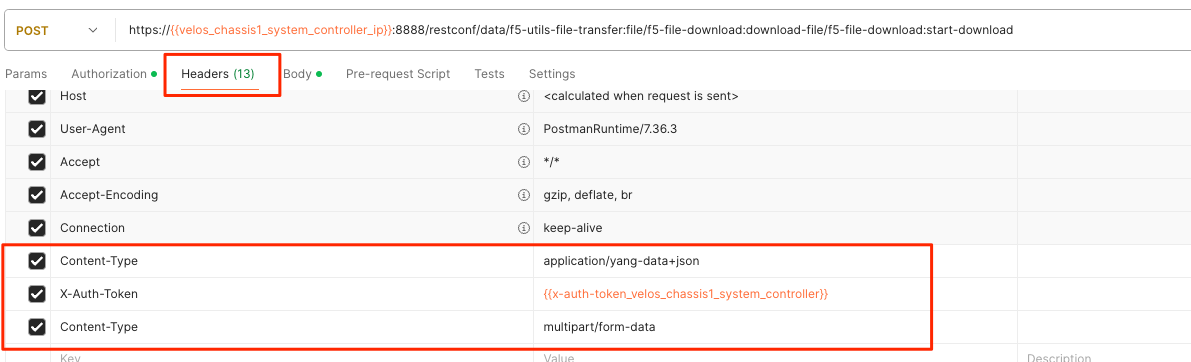 POST https://{{velos_chassis1_system_controller_ip}}:8888/restconf/data/f5-utils-file-transfer:file/f5-file-download:download-file/f5-file-download:start-download
Params Authorization Headers (13) Body Pre-request Script Tests Settings
Host <calculated when request is sent>
User-Agent PostmanRuntime/7.36.3
Accept */*
Accept-Encoding gzip, deflate, br
Connection keep-alive
Content-Type application/yang-data+json
X-Auth-Token {{x-auth-token_velos_chassis1_system_controller}}
Content-Type multipart/form-data
Key Value Description